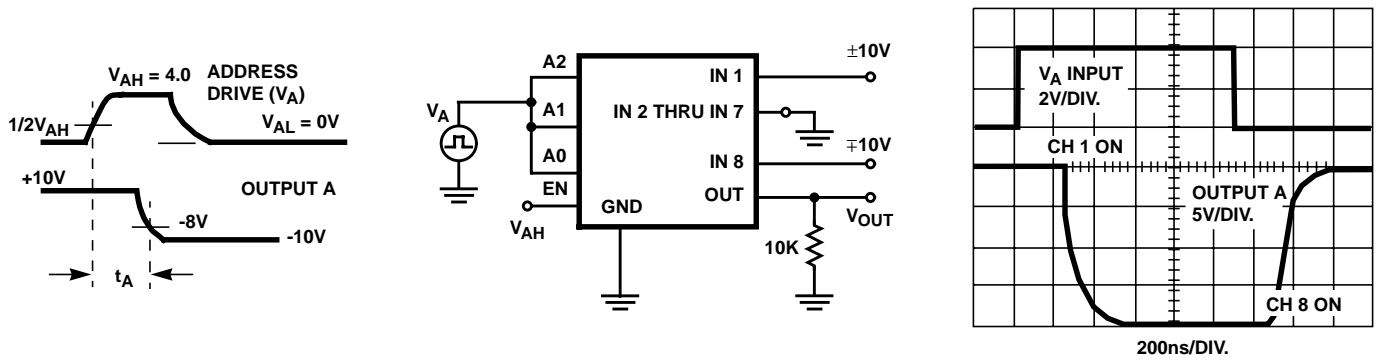 V_AH = 4.0
ADDRESS
DRIVE (V_A)
1/2V_AH
V_AL = 0V
+10V
OUTPUT A
-8V
-10V
t_A
V_A
A2
A1
A0
EN
V_AH
GND
IN 1
IN 2 THRU IN 7
IN 8
OUT
±10V
∓10V
V_OUT
10K
V_A INPUT
2V/DIV.
CH 1 ON
OUTPUT A
5V/DIV.
CH 8 ON
200ns/DIV.